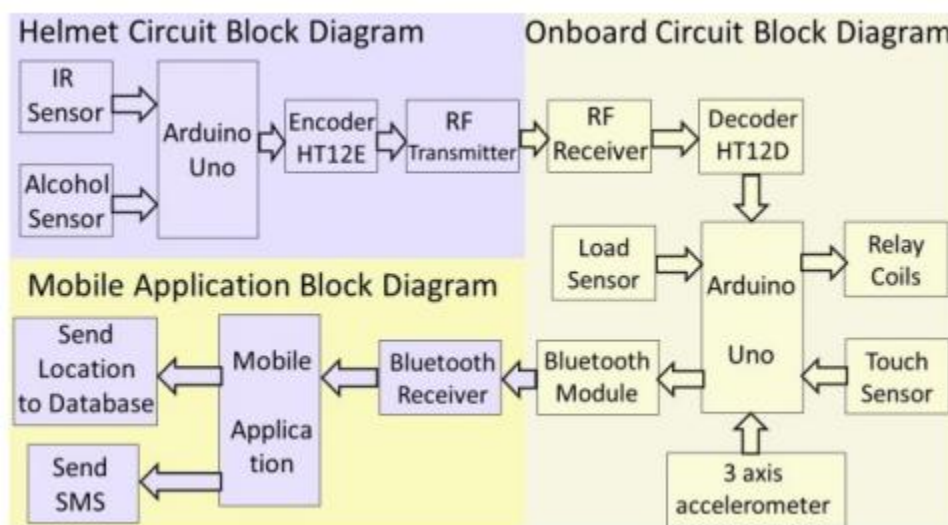 Helmet Circuit Block Diagram
IR
Sensor
Alcohol
Sensor
Arduino
Uno
Encoder
HT12E
RF
Transmitter
Onboard Circuit Block Diagram
RF
Receiver
Decoder
HT12D
Load
Sensor
Arduino
Uno
Relay
Coils
Touch
Sensor
3 axis
accelerometer
Bluetooth
Module
Mobile Application Block Diagram
Bluetooth
Receiver
Mobile
Applica
tion
Send
Location
to Database
Send
SMS